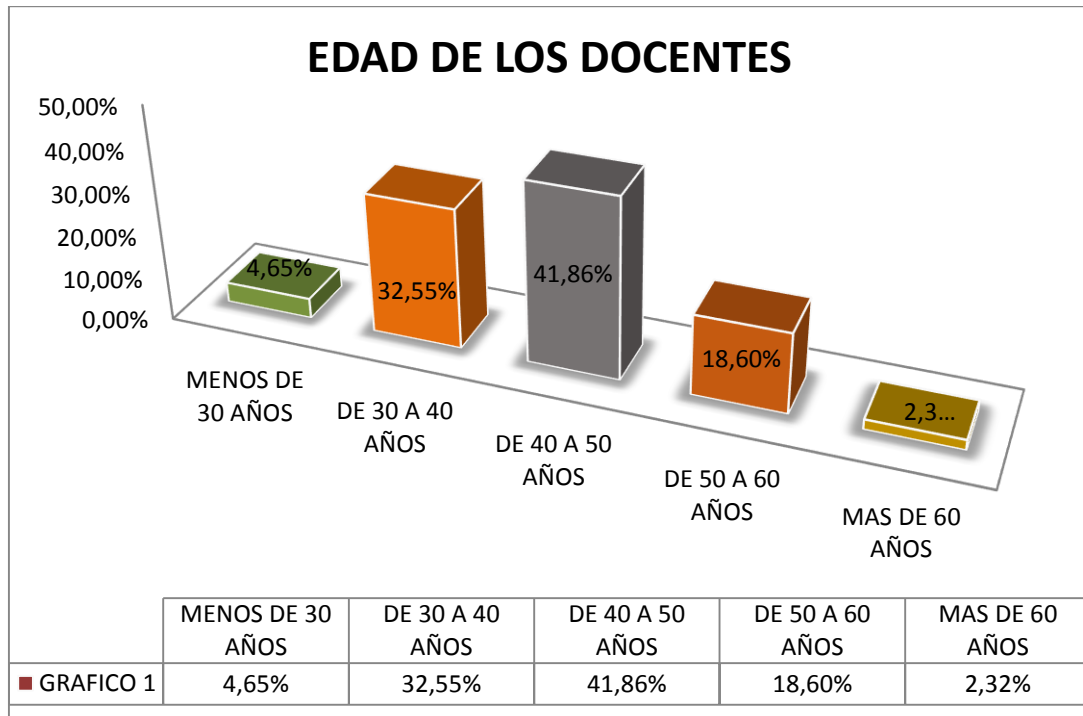 EDAD DE LOS DOCENTES
50,00%
40,00%
30,00%
20,00%
10,00%
0,00%
4,65%
32,55%
41,86%
18,60%
2,3...
MENOS DE
30 AÑOS
DE 30 A 40
AÑOS
DE 40 A 50
AÑOS
DE 50 A 60
AÑOS
MAS DE 60
AÑOS
MENOS DE 30 AÑOS DE 30 A 40 AÑOS DE 40 A 50 AÑOS DE 50 A 60 AÑOS MAS DE 60 AÑOS
GRAFICO 1 4,65% 32,55% 41,86% 18,60% 2,32%